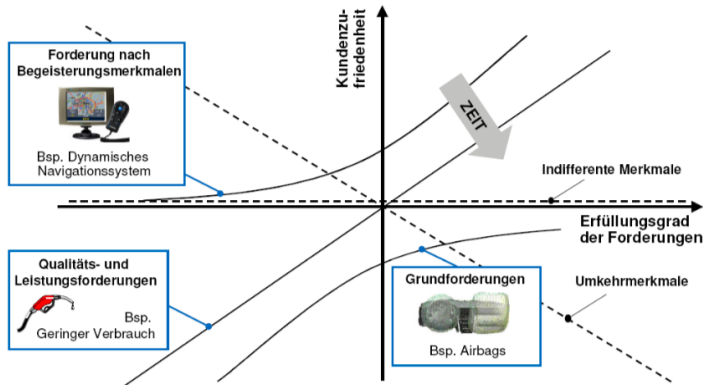 Kundenzu-
friedenheit
Forderung nach
Begeisterungsmerkmalen
Bsp. Dynamisches
Navigationssystem
ZEIT
Indifferente Merkmale
Erfüllungsgrad
der Forderungen
Qualitäts- und
Leistungsforderungen
Bsp.
Geringer Verbrauch
Grundforderungen
Bsp. Airbags
Umkehrmerkmale